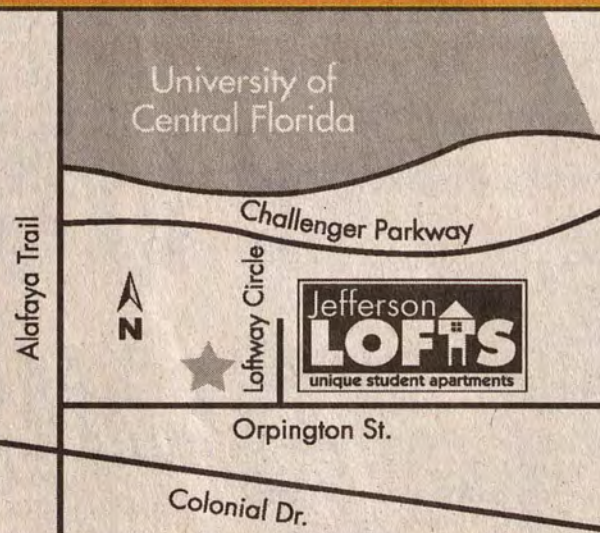 University of
Central Florida
Challenger Parkway
Alafaya Trail
N
Loftway Circle
Jefferson
LOFTS
unique student apartments
Orpington St.
Colonial Dr.